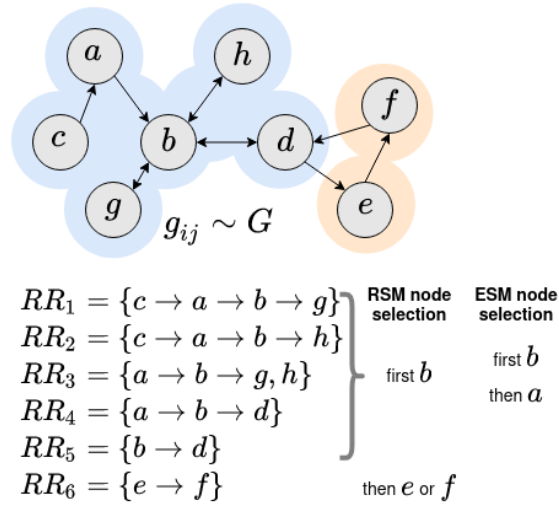 a
h
f
c
b
d
g
e
g_{ij} ∼ G
RR_1 = {c → a → b → g}
RR_2 = {c → a → b → h}
RR_3 = {a → b → g, h}
RR_4 = {a → b → d}
RR_5 = {b → d}
RR_6 = {e → f}
RSM node
selection
first b
then e or f
ESM node
selection
first b
then a